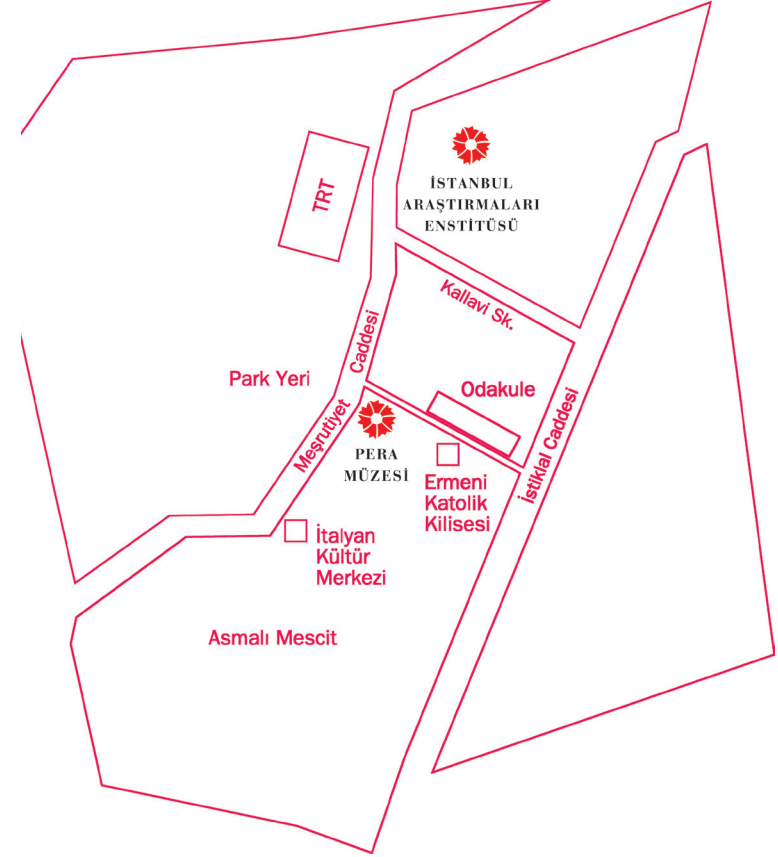 TRT
İSTANBUL
ARAŞTIRMALARI
ENSTİTÜSÜ
Kallavi Sk.
Meşrutiyet Caddesi
Park Yeri
Odakule
İstiklal Caddesi
PERA
MÜZESİ
Ermeni
Katolik
Kilisesi
İtalyan
Kültür
Merkezi
Asmalı Mescit